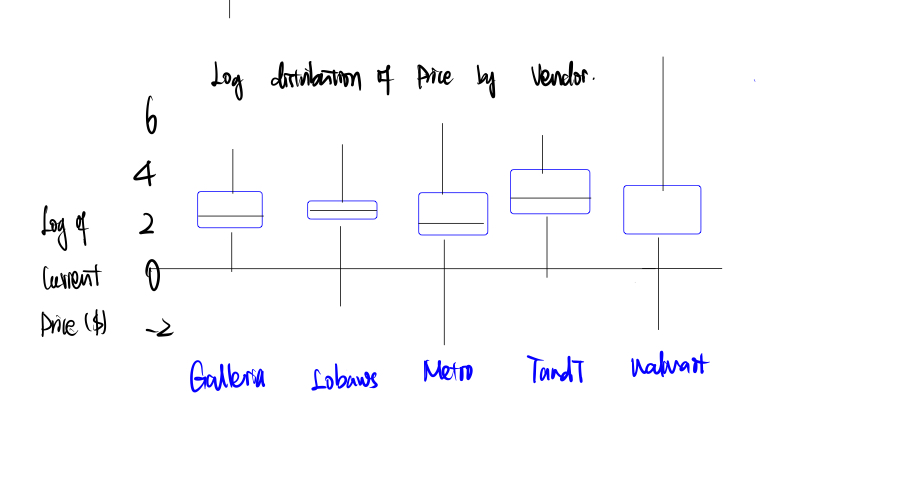 Log distribution of Price by Vendor.
6
4
2
0
-2
Log of
Current
Price ($)
Galleria
Lobaws
Metro
TandT
Walmart